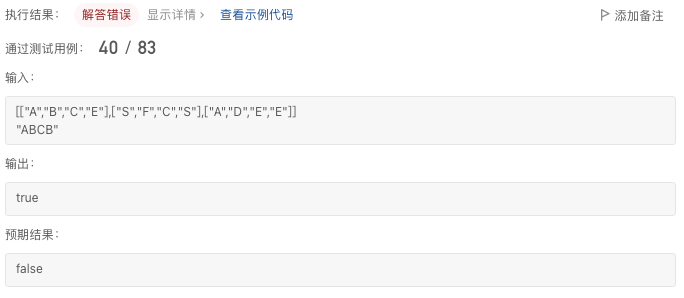 执行结果： 解答错误 显示详情 › 查看示例代码 添加备注
通过测试用例： 40 / 83
输入：
[["A","B","C","E"],["S","F","C","S"],["A","D","E","E"]]
"ABCB"
输出：
true
预期结果：
false